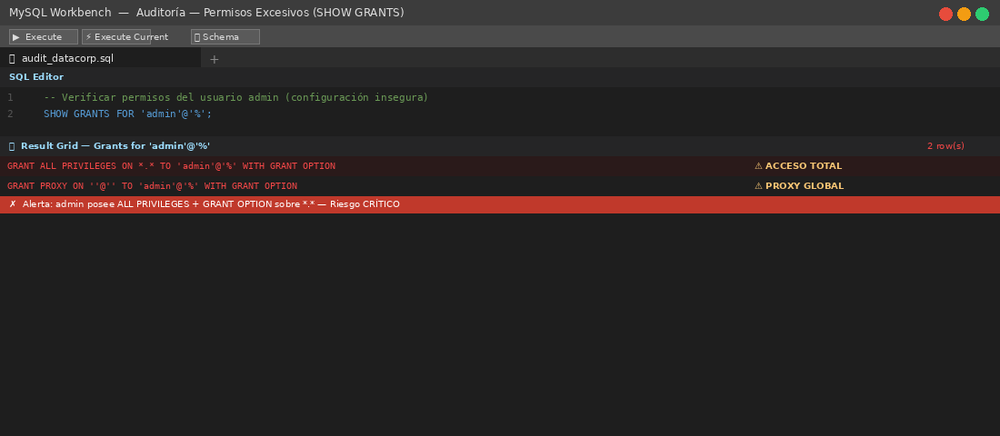 MySQL Workbench — Auditoría — Permisos Excesivos (SHOW GRANTS)
▶ Execute ⚡ Execute Current Schema
audit_datacorp.sql +
SQL Editor
1 -- Verificar permisos del usuario admin (configuración insegura)
2 SHOW GRANTS FOR 'admin'@'%';
Result Grid — Grants for 'admin'@'%' 2 row(s)
GRANT ALL PRIVILEGES ON *.* TO 'admin'@'%' WITH GRANT OPTION ⚠ ACCESO TOTAL
GRANT PROXY ON ''@'' TO 'admin'@'%' WITH GRANT OPTION ⚠ PROXY GLOBAL
✗ Alerta: admin posee ALL PRIVILEGES + GRANT OPTION sobre *.* — Riesgo CRÍTICO